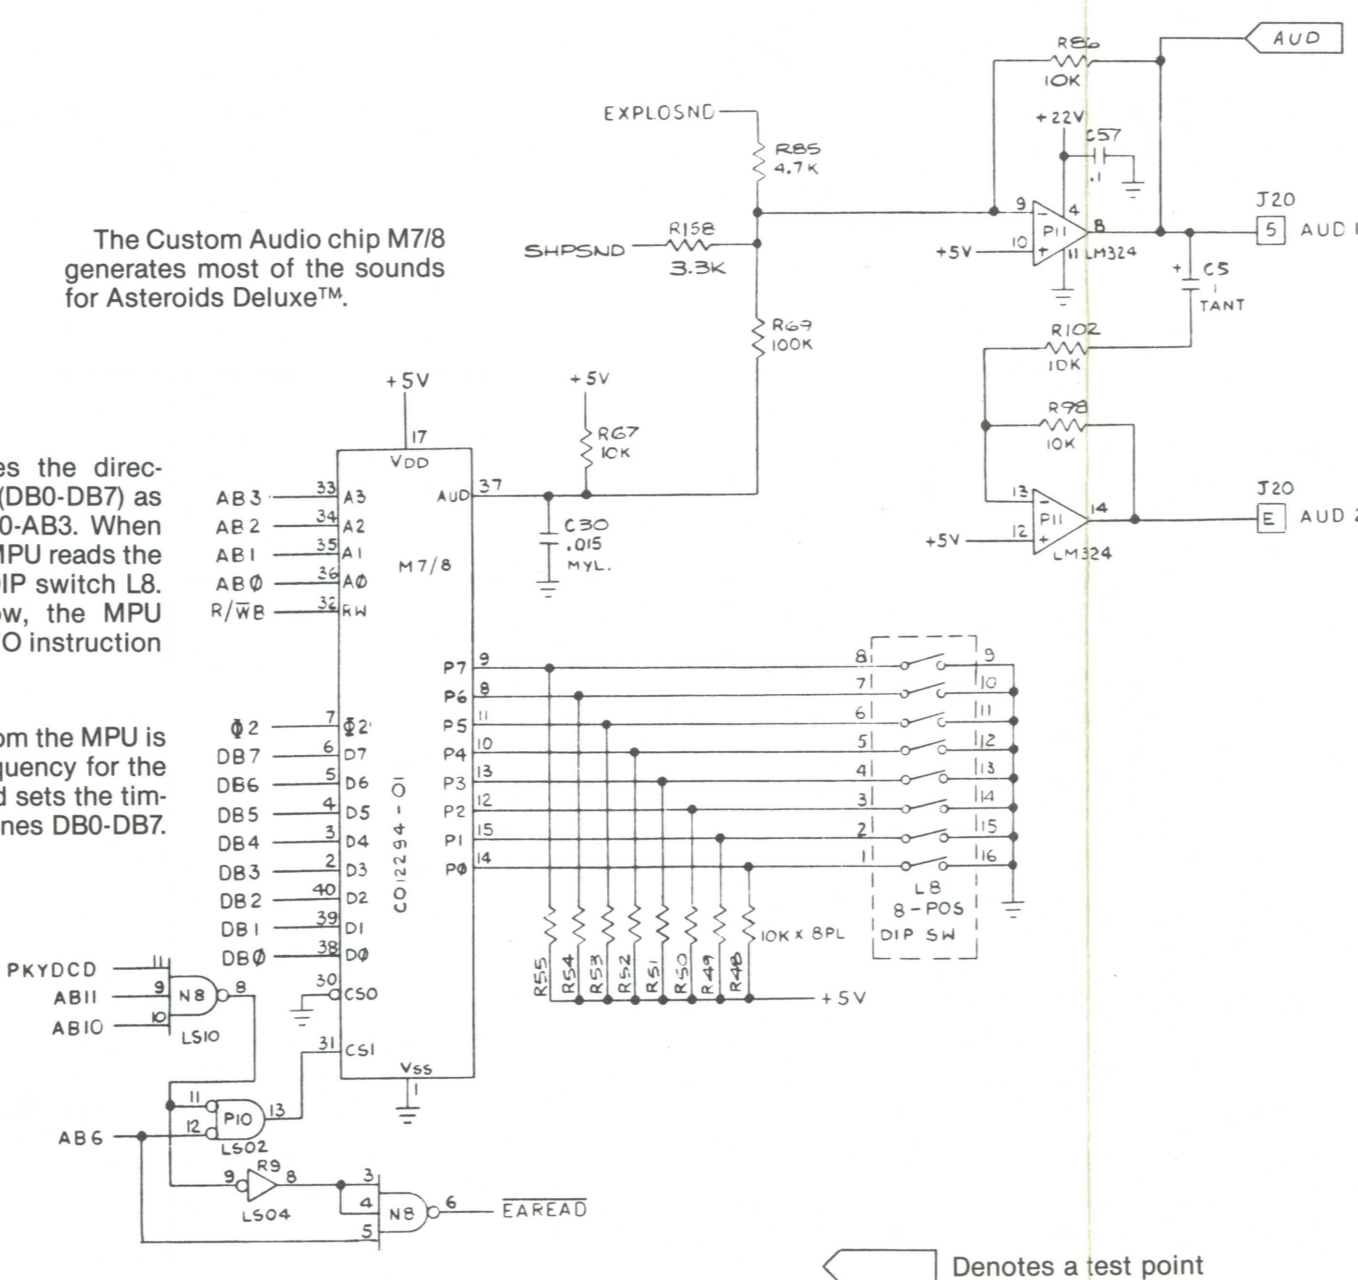 AUD
R86
10K
+22V
C57
.1
EXPLOSND
R85
4.7K
R158
SHPSND
3.3K
9
-
4
P11
8
10
+
11
LM324
+5V
J20
5
AUD 1
+
C5
1
TANT
The Custom Audio chip M7/8
generates most of the sounds
for Asteroids Deluxe™.
R69
100K
R102
10K
R98
10K
13
-
P11
14
12
+
+5V
LM324
J20
E
AUD 2
+5V
17
VDD
+5V
R67
10K
AUD
37
C30
.015
MYL.
M7/8
es the direc-
(DB0-DB7) as
0-AB3. When
MPU reads the
DIP switch L8.
ow, the MPU
O instruction
om the MPU is
quency for the
d sets the tim-
nes DB0-DB7.
AB3 33 A3
AB2 34 A2
AB1 35 A1
ABØ 36 AØ
R/W̅B 32 RW
Φ2 7 Φ2
DB7 6 D7
DB6 5 D6
DB5 4 D5
DB4 3 D4
DB3 2 D3
DB2 40 D2
DB1 39 D1
DBØ 38 DØ
30 CSO
31 CS1
VSS
1
CO12294-01
P7 9 8 9
P6 8 7 10
P5 11 6 11
P4 10 5 12
P3 13 4 13
P2 12 3 14
P1 15 2 15
PØ 14 1 16
L8
8-POS
DIP SW
10K x 8PL
R55
R54
R53
R52
R51
R50
R49
R48
+5V
PKYDCD 11
AB11 9 N8 8
AB10 10
LS10
11
P10 13
12
LS02
AB6
R9
9 8
LS04
3
4 N8 6
5
E̅A̅R̅E̅A̅D̅
Denotes a test point